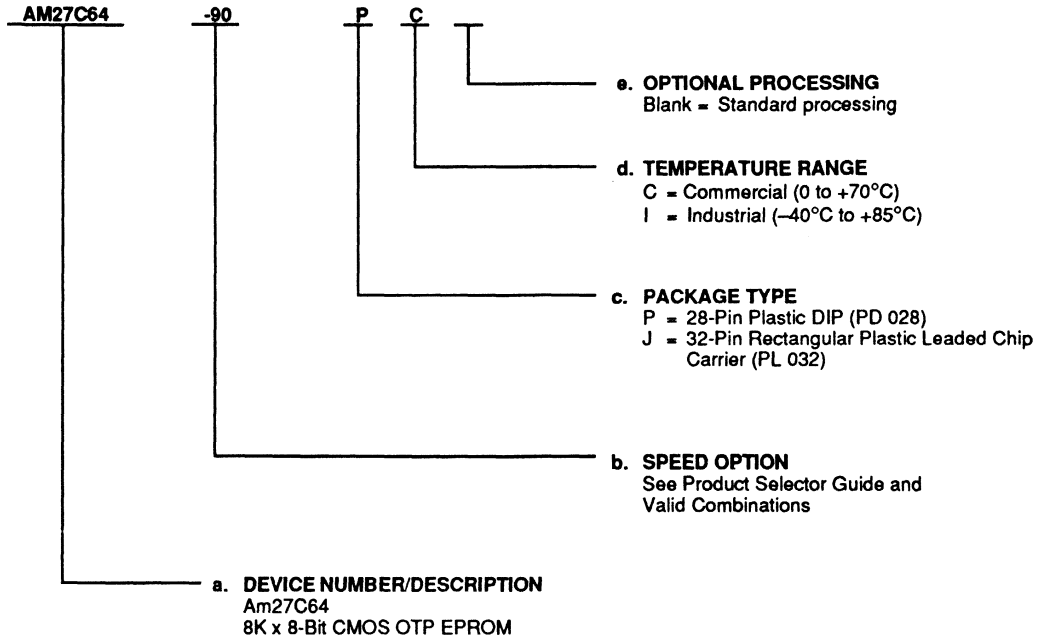 AM27C64 -90 P C
e. OPTIONAL PROCESSING
Blank = Standard processing
d. TEMPERATURE RANGE
C = Commercial (0 to +70°C)
I = Industrial (–40°C to +85°C)
c. PACKAGE TYPE
P = 28-Pin Plastic DIP (PD 028)
J = 32-Pin Rectangular Plastic Leaded Chip
Carrier (PL 032)
b. SPEED OPTION
See Product Selector Guide and
Valid Combinations
a. DEVICE NUMBER/DESCRIPTION
Am27C64
8K x 8-Bit CMOS OTP EPROM